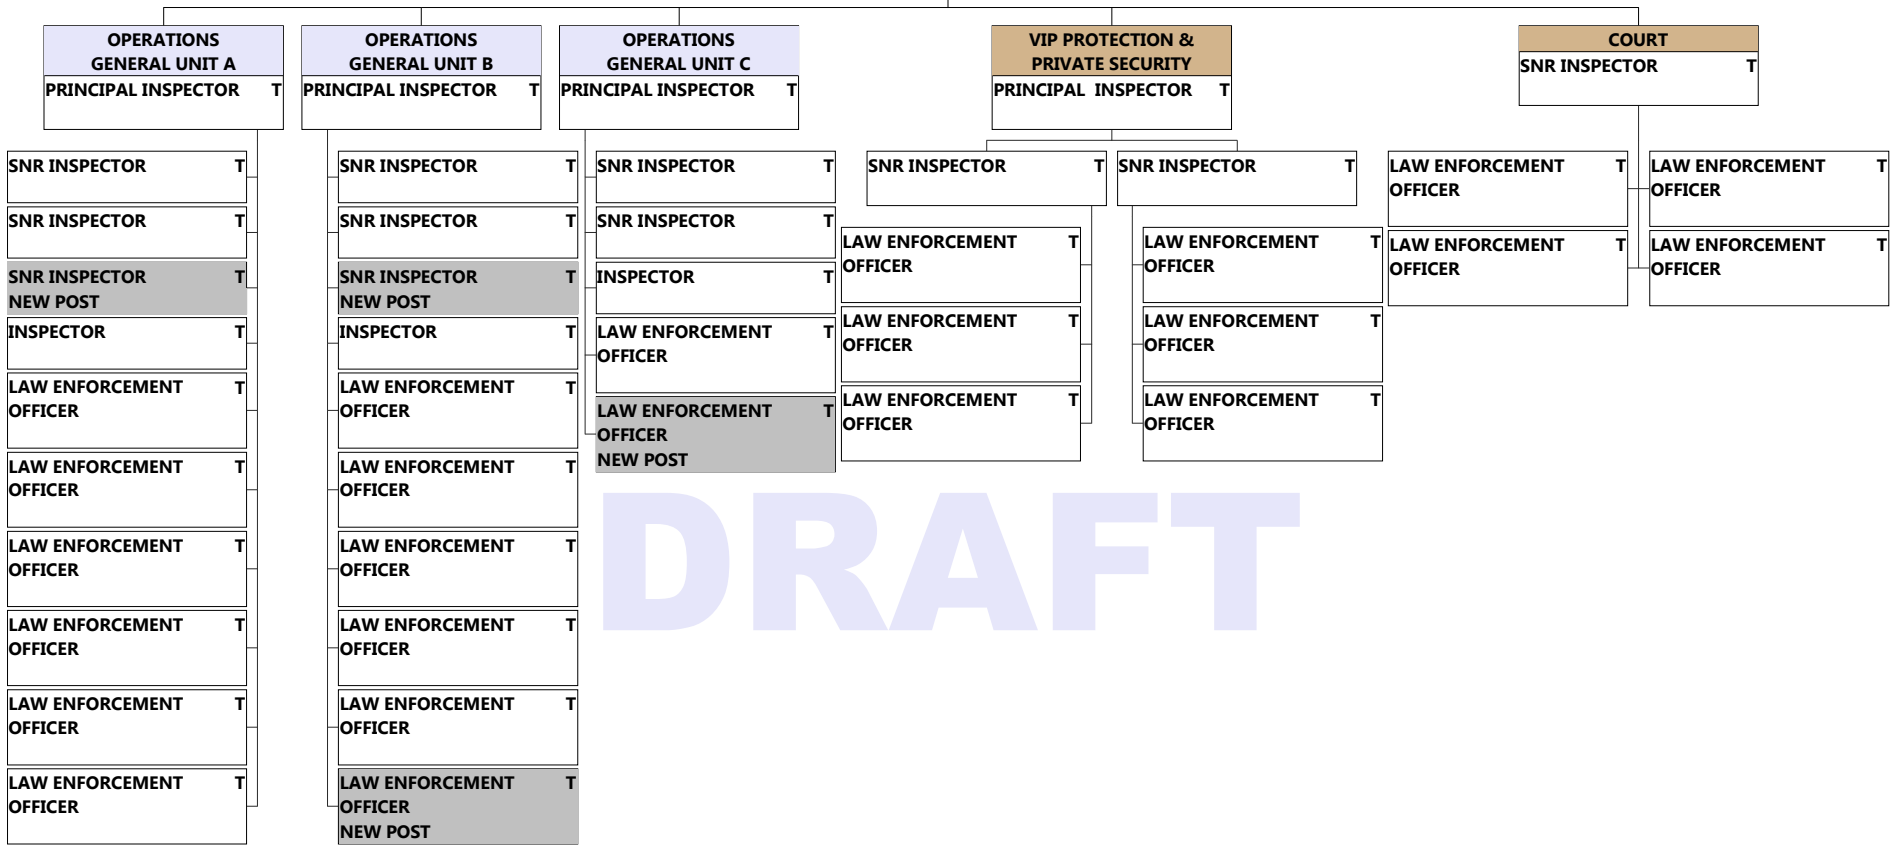 OPERATIONS
GENERAL UNIT A
PRINCIPAL INSPECTOR T
SNR INSPECTOR T
SNR INSPECTOR T
SNR INSPECTOR T
NEW POST
INSPECTOR T
LAW ENFORCEMENT T
OFFICER
LAW ENFORCEMENT T
OFFICER
LAW ENFORCEMENT T
OFFICER
LAW ENFORCEMENT T
OFFICER
LAW ENFORCEMENT T
OFFICER
LAW ENFORCEMENT T
OFFICER
OPERATIONS
GENERAL UNIT B
PRINCIPAL INSPECTOR T
SNR INSPECTOR T
SNR INSPECTOR T
SNR INSPECTOR T
NEW POST
INSPECTOR T
LAW ENFORCEMENT T
OFFICER
LAW ENFORCEMENT T
OFFICER
LAW ENFORCEMENT T
OFFICER
LAW ENFORCEMENT T
OFFICER
LAW ENFORCEMENT T
OFFICER
LAW ENFORCEMENT T
OFFICER
NEW POST
OPERATIONS
GENERAL UNIT C
PRINCIPAL INSPECTOR T
SNR INSPECTOR T
SNR INSPECTOR T
INSPECTOR T
LAW ENFORCEMENT T
OFFICER
LAW ENFORCEMENT T
OFFICER
NEW POST
VIP PROTECTION &
PRIVATE SECURITY
PRINCIPAL INSPECTOR T
SNR INSPECTOR T
LAW ENFORCEMENT T
OFFICER
LAW ENFORCEMENT T
OFFICER
LAW ENFORCEMENT T
OFFICER
SNR INSPECTOR T
LAW ENFORCEMENT T
OFFICER
LAW ENFORCEMENT T
OFFICER
LAW ENFORCEMENT T
OFFICER
COURT
SNR INSPECTOR T
LAW ENFORCEMENT T
OFFICER
LAW ENFORCEMENT T
OFFICER
LAW ENFORCEMENT T
OFFICER
LAW ENFORCEMENT T
OFFICER
DRAFT